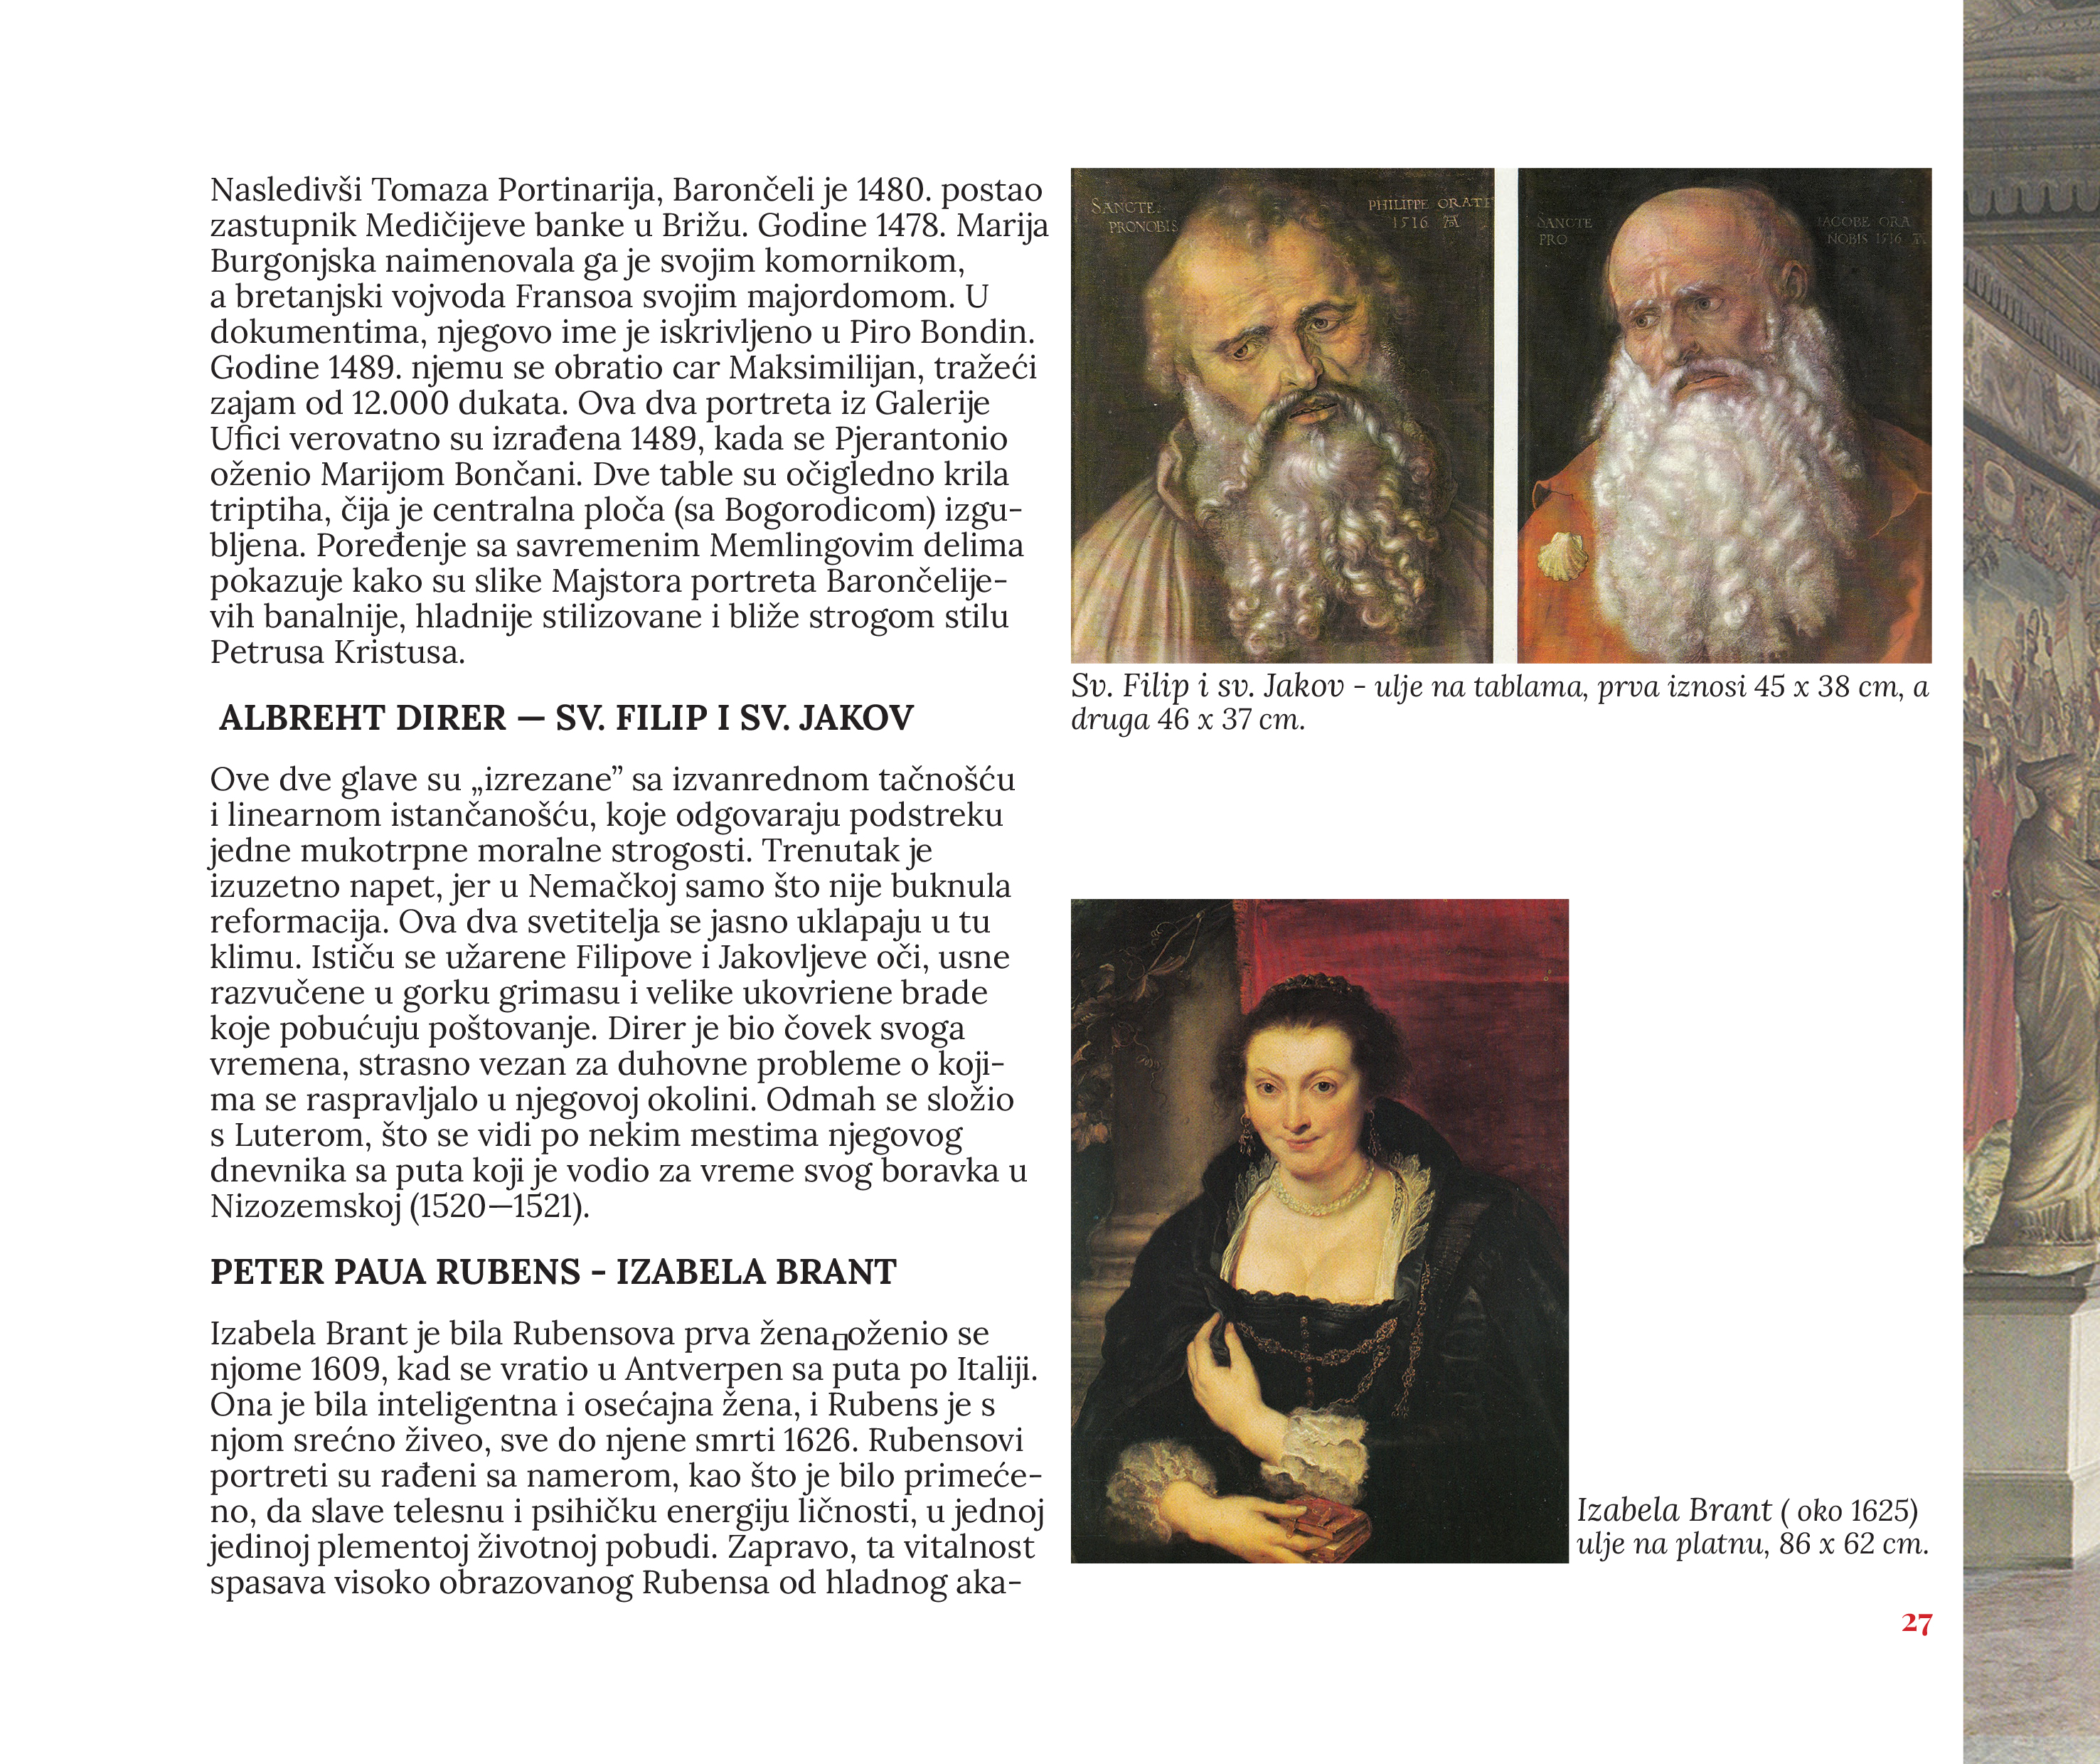 Nasledivši Tomaza Portinarija, Barončeli je 1480. postao
zastupnik Medičijeve banke u Brižu. Godine 1478. Marija
Burgonjska naimenovala ga je svojim komornikom,
a bretanjski vojvoda Fransoa svojim majordomom. U
dokumentima, njegovo ime je iskrivljeno u Piro Bondin.
Godine 1489. njemu se obratio car Maksimilijan, tražeći
zajam od 12.000 dukata. Ova dva portreta iz Galerije
Ufici verovatno su izrađena 1489, kada se Pjerantonio
oženio Marijom Bončani. Dve table su očigledno krila
triptiha, čija je centralna ploča (sa Bogorodicom) izgu-
bljena. Poređenje sa savremenim Memlingovim delima
pokazuje kako su slike Majstora portreta Barončelije-
vih banalnije, hladnije stilizovane i bliže strogom stilu
Petrusa Kristusa.
ALBREHT DIRER — SV. FILIP I SV. JAKOV
Ove dve glave su „izrezane” sa izvanrednom tačnošću
i linearnom istančanošću, koje odgovaraju podstreku
jedne mukotrpne moralne strogosti. Trenutak je
izuzetno napet, jer u Nemačkoj samo što nije buknula
reformacija. Ova dva svetitelja se jasno uklapaju u tu
klimu. Ističu se užarene Filipove i Jakovljeve oči, usne
razvučene u gorku grimasu i velike ukovriene brade
koje pobućuju poštovanje. Direr je bio čovek svoga
vremena, strasno vezan za duhovne probleme o koji-
ma se raspravljalo u njegovoj okolini. Odmah se složio
s Luterom, što se vidi po nekim mestima njegovog
dnevnika sa puta koji je vodio za vreme svog boravka u
Nizozemskoj (1520—1521).
PETER PAUA RUBENS - IZABELA BRANT
Izabela Brant je bila Rubensova prva žena, oženio se
njome 1609, kad se vratio u Antverpen sa puta po Italiji.
Ona je bila inteligentna i osećajna žena, i Rubens je s
njom srećno živeo, sve do njene smrti 1626. Rubensovi
portreti su rađeni sa namerom, kao što je bilo primeće-
no, da slave telesnu i psihičku energiju ličnosti, u jednoj
jedinoj plementoj životnoj pobudi. Zapravo, ta vitalnost
spasava visoko obrazovanog Rubensa od hladnog aka-
SANCTE PHILIPPE ORATE
PRONOBIS 1516
SANCTE IACOBE ORA
PRO NOBIS 1516
Sv. Filip i sv. Jakov - ulje na tablama, prva iznosi 45 x 38 cm, a
druga 46 x 37 cm.
Izabela Brant ( oko 1625)
ulje na platnu, 86 x 62 cm.
27